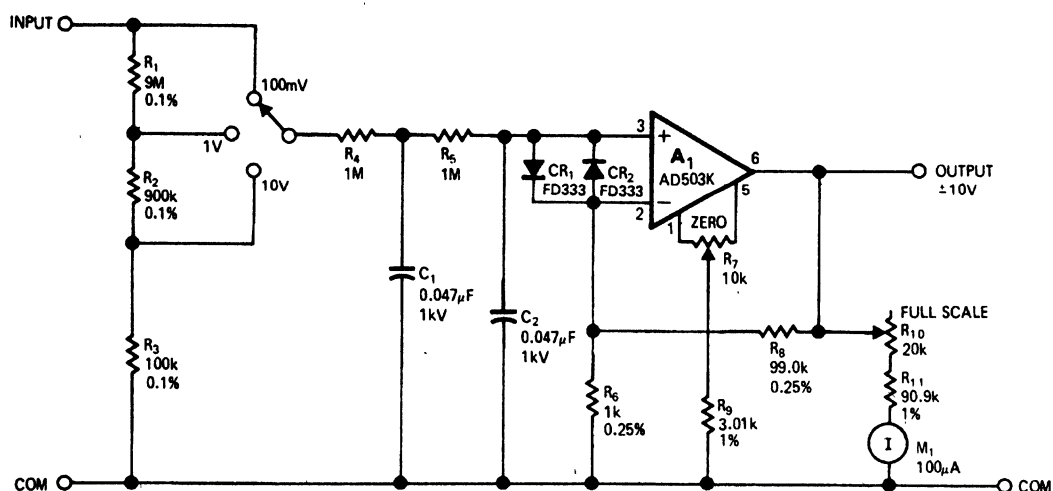 INPUT
R1
9M
0.1%
100mV
1V
R2
900k
0.1%
10V
R3
100k
0.1%
COM
R4
1M
R5
1M
C1
0.047μF
1kV
C2
0.047μF
1kV
CR1
FD333
CR2
FD333
3
+
A1
AD503K
6
5
−
2
1
ZERO
R7
10k
OUTPUT
±10V
R6
1k
0.25%
R8
99.0k
0.25%
R9
3.01k
1%
FULL SCALE
R10
20k
R11
90.9k
1%
I
M1
100μA
COM